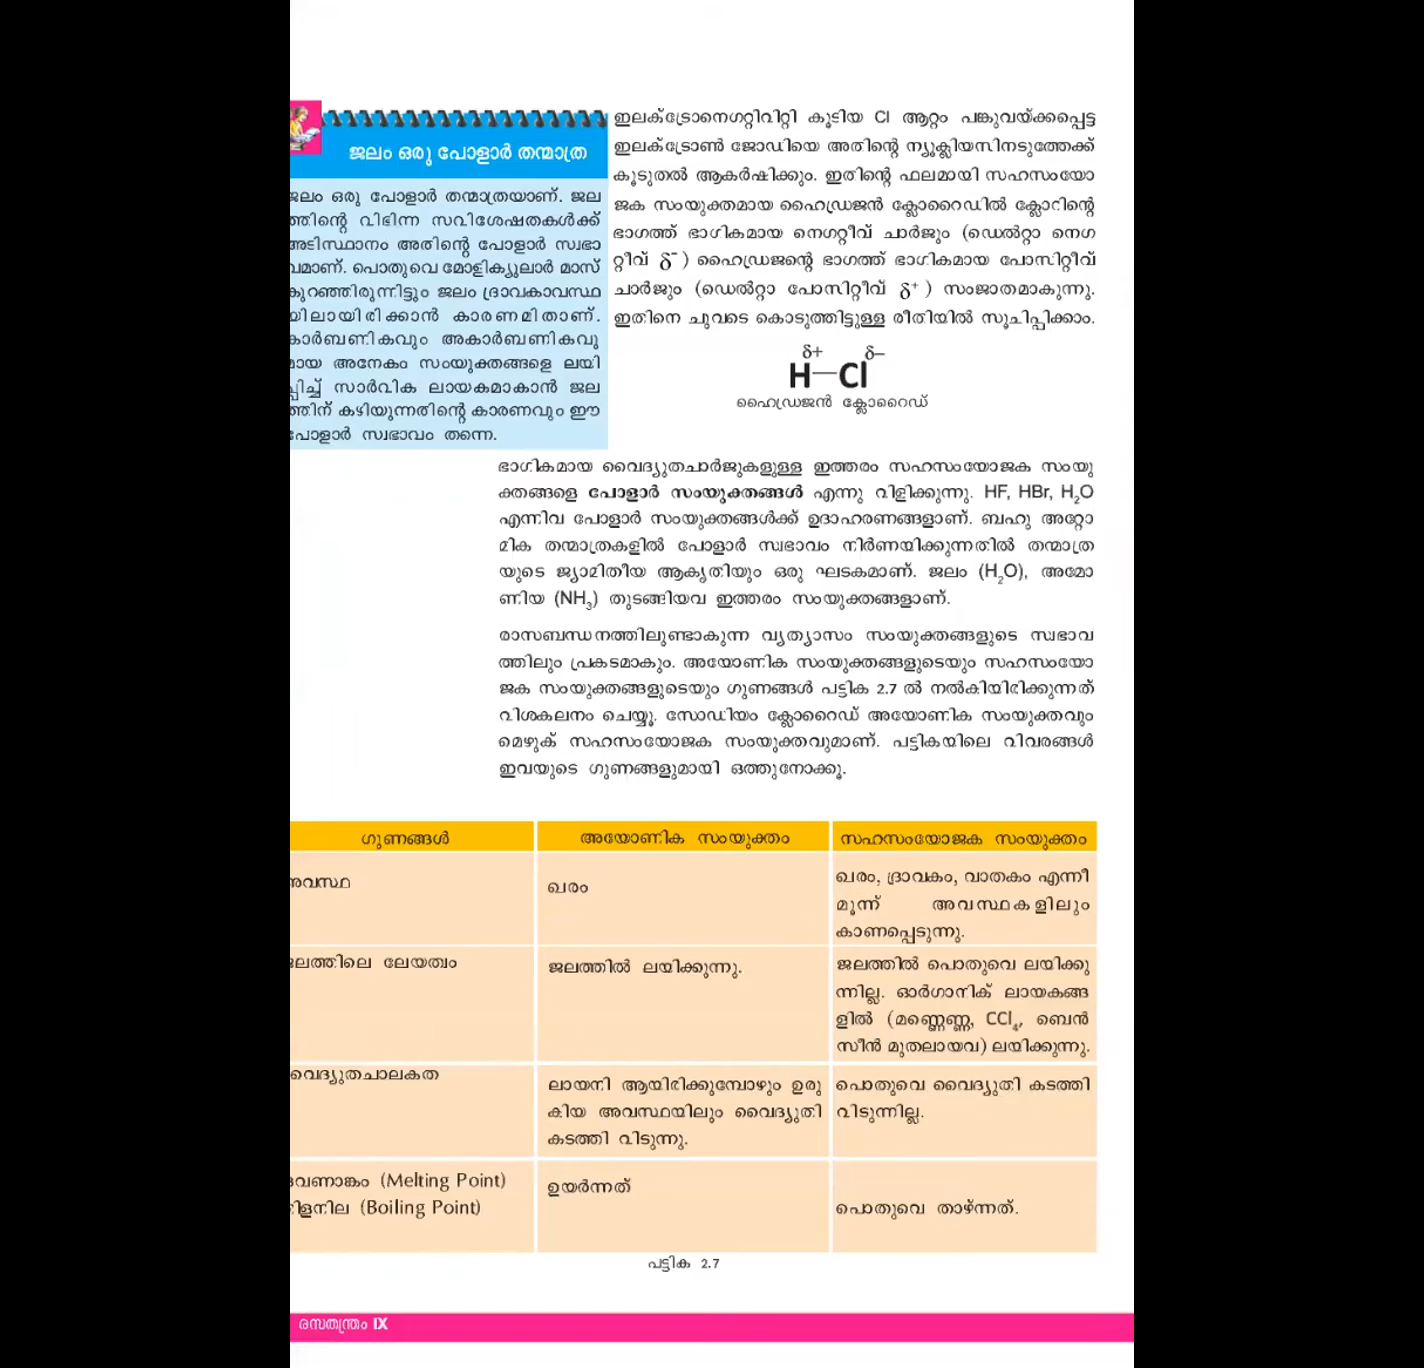 ജലം ഒരു പോളാർ തന്മാത്ര
ജലം ഒരു പോളാർ തന്മാത്രയാണ്. ജല
ത്തിന്റെ വിഭിന്ന സവിശേഷതകൾക്ക്
അടിസ്ഥാനം അതിന്റെ പോളാർ സ്വഭാ
വമാണ്. പൊതുവെ മോളിക്യുലാർ മാസ്
കുറഞ്ഞിരുന്നിട്ടും ജലം ദ്രാവകാവസ്ഥ
യിലായിരിക്കാൻ കാരണമിതാണ്.
കാർബണികവും അകാർബണികവു
മായ അനേകം സംയുക്തങ്ങളെ ലയി
പ്പിച്ച് സാർവിക ലായകമാകാൻ ജല
ത്തിന് കഴിയുന്നതിന്റെ കാരണവും ഈ
പോളാർ സ്വഭാവം തന്നെ.
ഇലക്ട്രോനെഗറ്റിവിറ്റി കൂടിയ Cl ആറ്റം പങ്കുവയ്ക്കപ്പെട്ട
ഇലക്ട്രോൺ ജോഡിയെ അതിന്റെ ന്യൂക്ലിയസിനടുത്തേക്ക്
കൂടുതൽ ആകർഷിക്കും. ഇതിന്റെ ഫലമായി സഹസംയോ
ജക സംയുക്തമായ ഹൈഡ്രജൻ ക്ലോറൈഡിൽ ക്ലോറിന്റെ
ഭാഗത്ത് ഭാഗികമായ നെഗറ്റീവ് ചാർജും (ഡെൽറ്റാ നെഗ
റ്റീവ് δ⁻) ഹൈഡ്രജന്റെ ഭാഗത്ത് ഭാഗികമായ പോസിറ്റീവ്
ചാർജും (ഡെൽറ്റാ പോസിറ്റീവ് δ⁺) സംജാതമാകുന്നു.
ഇതിനെ ചുവടെ കൊടുത്തിട്ടുള്ള രീതിയിൽ സൂചിപ്പിക്കാം.
δ+ δ–
H—Cl
ഹൈഡ്രജൻ ക്ലോറൈഡ്
ഭാഗികമായ വൈദ്യുതചാർജുകളുള്ള ഇത്തരം സഹസംയോജക സംയു
ക്തങ്ങളെ പോളാർ സംയുക്തങ്ങൾ എന്നു വിളിക്കുന്നു. HF, HBr, H₂O
എന്നിവ പോളാർ സംയുക്തങ്ങൾക്ക് ഉദാഹരണങ്ങളാണ്. ബഹു അറ്റോ
മിക തന്മാത്രകളിൽ പോളാർ സ്വഭാവം നിർണയിക്കുന്നതിൽ തന്മാത്ര
യുടെ ജ്യാമിതീയ ആകൃതിയും ഒരു ഘടകമാണ്. ജലം (H₂O), അമോ
ണിയ (NH₃) തുടങ്ങിയവ ഇത്തരം സംയുക്തങ്ങളാണ്.
രാസബന്ധനത്തിലുണ്ടാകുന്ന വ്യത്യാസം സംയുക്തങ്ങളുടെ സ്വഭാവ
ത്തിലും പ്രകടമാകും. അയോണിക സംയുക്തങ്ങളുടെയും സഹസംയോ
ജക സംയുക്തങ്ങളുടെയും ഗുണങ്ങൾ പട്ടിക 2.7 ൽ നൽകിയിരിക്കുന്നത്
വിശകലനം ചെയ്യൂ. സോഡിയം ക്ലോറൈഡ് അയോണിക സംയുക്തവും
മെഴുക് സഹസംയോജക സംയുക്തവുമാണ്. പട്ടികയിലെ വിവരങ്ങൾ
ഇവയുടെ ഗുണങ്ങളുമായി ഒത്തുനോക്കൂ.
ഗുണങ്ങൾ അയോണിക സംയുക്തം സഹസംയോജക സംയുക്തം
അവസ്ഥ
ഖരം
ഖരം, ദ്രാവകം, വാതകം എന്നീ
മൂന്ന് അവസ്ഥകളിലും
കാണപ്പെടുന്നു.
ജലത്തിലെ ലേയത്വം
ജലത്തിൽ ലയിക്കുന്നു.
ജലത്തിൽ പൊതുവെ ലയിക്കു
ന്നില്ല. ഓർഗാനിക് ലായകങ്ങ
ളിൽ (മണ്ണെണ്ണ, CCl₄, ബെൻ
സീൻ മുതലായവ) ലയിക്കുന്നു.
വൈദ്യുതചാലകത
ലായനി ആയിരിക്കുമ്പോഴും ഉരു
കിയ അവസ്ഥയിലും വൈദ്യുതി
കടത്തി വിടുന്നു.
പൊതുവെ വൈദ്യുതി കടത്തി
വിടുന്നില്ല.
ദ്രവണാങ്കം (Melting Point)
തിളനില (Boiling Point)
ഉയർന്നത്
പൊതുവെ താഴ്ന്നത്.
പട്ടിക 2.7
രസതന്ത്രം IX